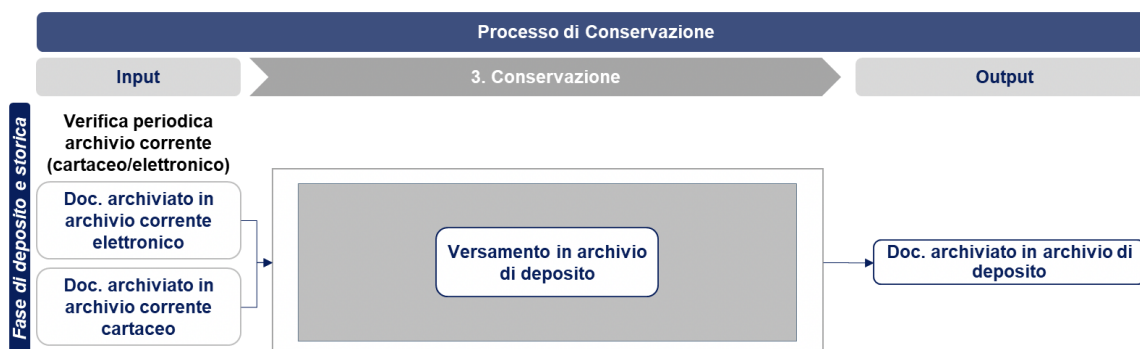 Processo di Conservazione
Input
3. Conservazione
Output
Fase di deposito e storica
Verifica periodica
archivio corrente
(cartaceo/elettronico)
Doc. archiviato in
archivio corrente
elettronico
Doc. archiviato in
archivio corrente
cartaceo
Versamento in archivio
di deposito
Doc. archiviato in archivio di
deposito